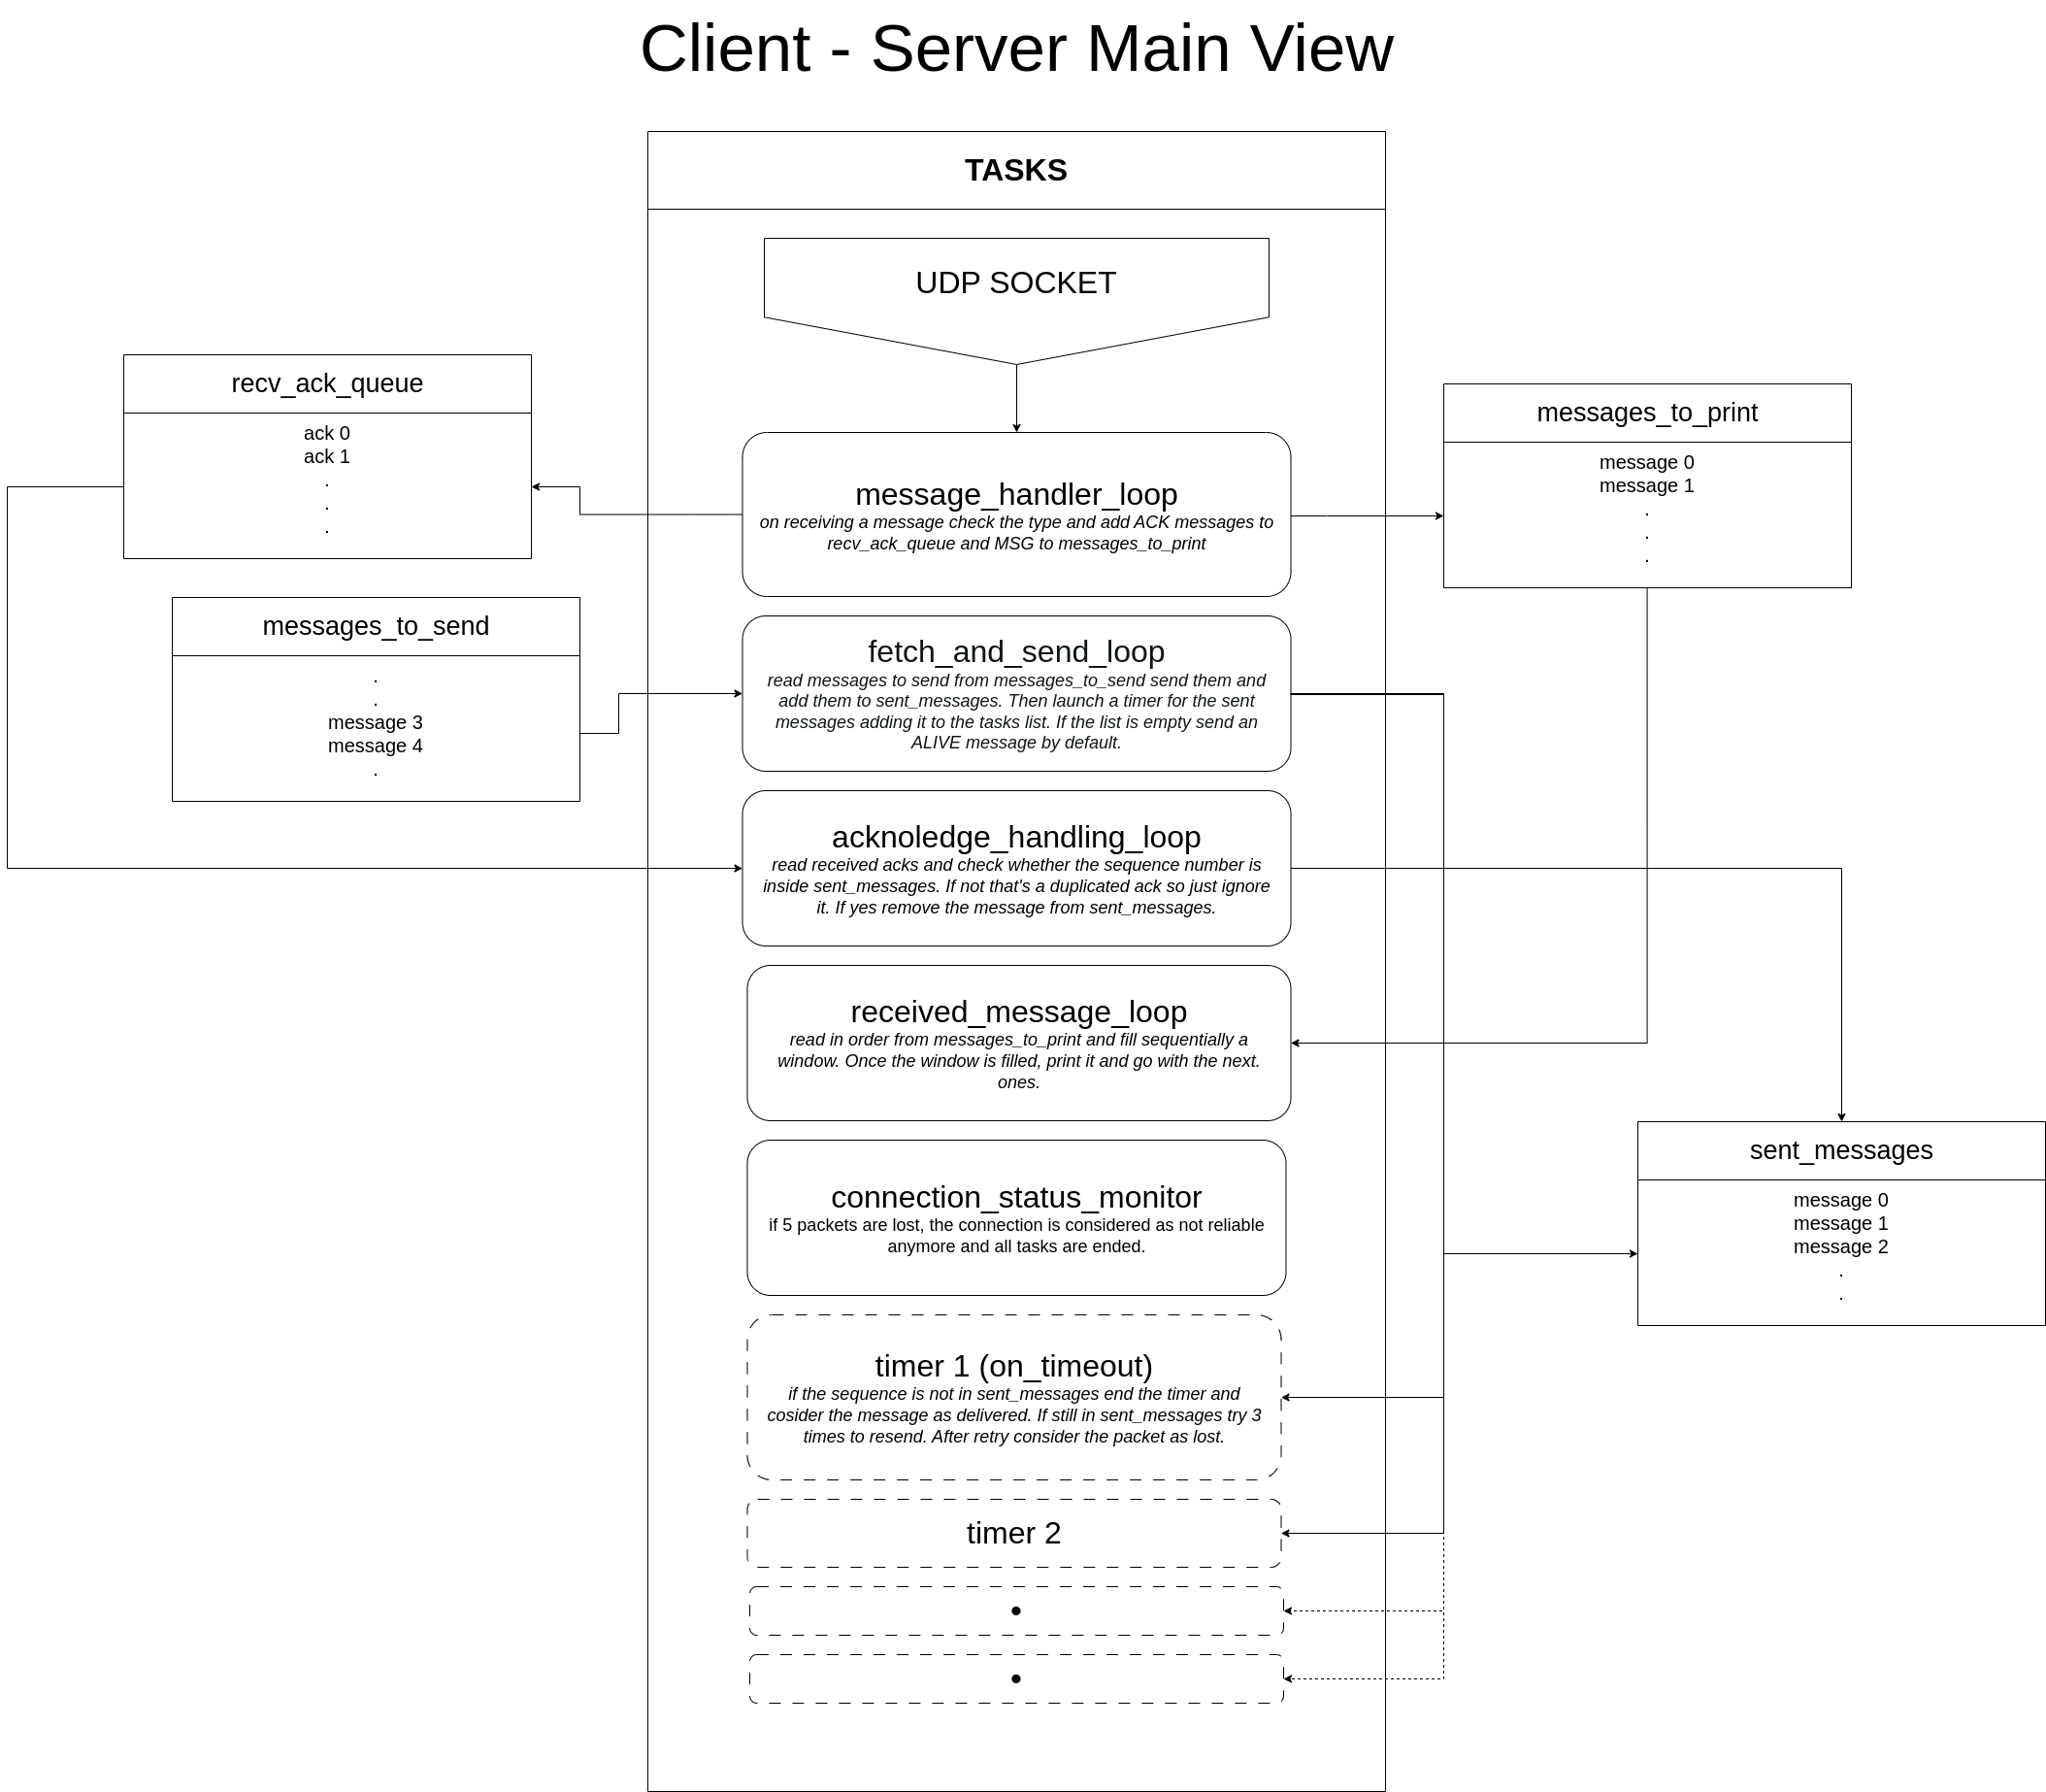 Client - Server Main View
TASKS
UDP SOCKET
recv_ack_queue
ack 0
ack 1
.
.
.
messages_to_print
message 0
message 1
.
.
.
message_handler_loop
on receiving a message check the type and add ACK messages to
recv_ack_queue and MSG to messages_to_print
messages_to_send
.
.
message 3
message 4
.
fetch_and_send_loop
read messages to send from messages_to_send send them and
add them to sent_messages. Then launch a timer for the sent
messages adding it to the tasks list. If the list is empty send an
ALIVE message by default.
acknoledge_handling_loop
read received acks and check whether the sequence number is
inside sent_messages. If not that's a duplicated ack so just ignore
it. If yes remove the message from sent_messages.
received_message_loop
read in order from messages_to_print and fill sequentially a
window. Once the window is filled, print it and go with the next.
ones.
sent_messages
message 0
message 1
message 2
.
.
connection_status_monitor
if 5 packets are lost, the connection is considered as not reliable
anymore and all tasks are ended.
timer 1 (on_timeout)
if the sequence is not in sent_messages end the timer and
cosider the message as delivered. If still in sent_messages try 3
times to resend. After retry consider the packet as lost.
timer 2
•
•